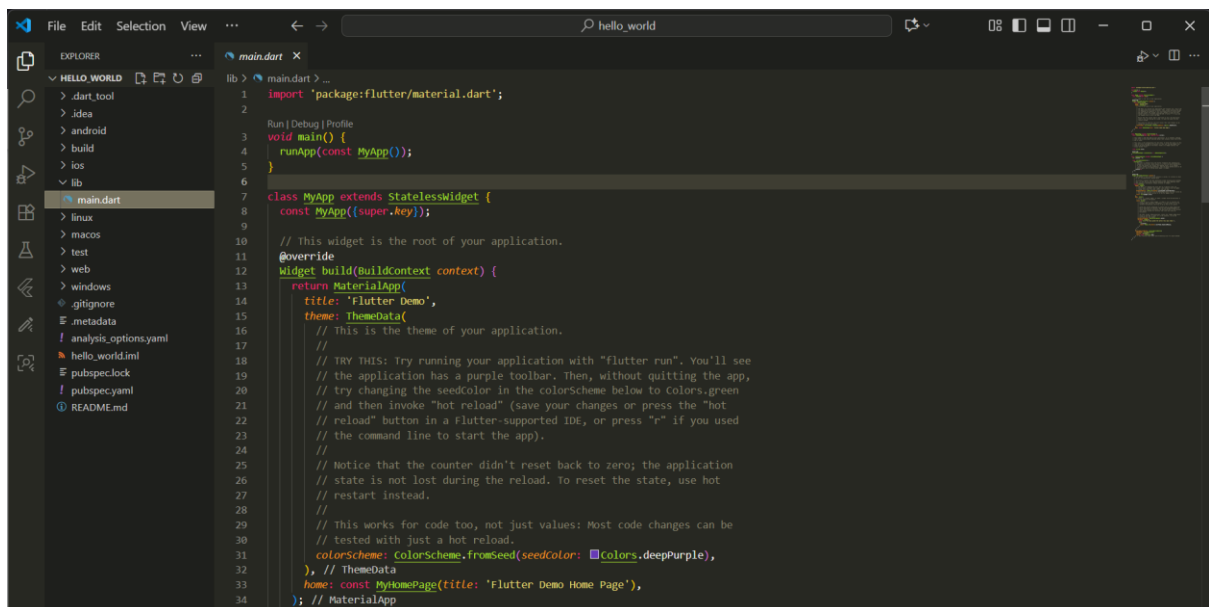 File Edit Selection View ··· hello_world
EXPLORER ···
HELLO_WORLD
.dart_tool
.idea
android
build
ios
lib
main.dart
linux
macos
test
web
windows
.gitignore
.metadata
analysis_options.yaml
hello_world.iml
pubspec.lock
pubspec.yaml
README.md
main.dart
lib > main.dart > ...
1 import 'package:flutter/material.dart';
2
Run | Debug | Profile
3 void main() {
4 runApp(const MyApp());
5 }
6
7 class MyApp extends StatelessWidget {
8 const MyApp({super.key});
9
10 // This widget is the root of your application.
11 @override
12 Widget build(BuildContext context) {
13 return MaterialApp(
14 title: 'Flutter Demo',
15 theme: ThemeData(
16 // This is the theme of your application.
17 //
18 // TRY THIS: Try running your application with "flutter run". You'll see
19 // the application has a purple toolbar. Then, without quitting the app,
20 // try changing the seedColor in the colorScheme below to Colors.green
21 // and then invoke "hot reload" (save your changes or press the "hot
22 // reload" button in a Flutter-supported IDE, or press "r" if you used
23 // the command line to start the app).
24 //
25 // Notice that the counter didn't reset back to zero; the application
26 // state is not lost during the reload. To reset the state, use hot
27 // restart instead.
28 //
29 // This works for code too, not just values: Most code changes can be
30 // tested with just a hot reload.
31 colorScheme: ColorScheme.fromSeed(seedColor: Colors.deepPurple),
32 ), // ThemeData
33 home: const MyHomePage(title: 'Flutter Demo Home Page'),
34 ); // MaterialApp